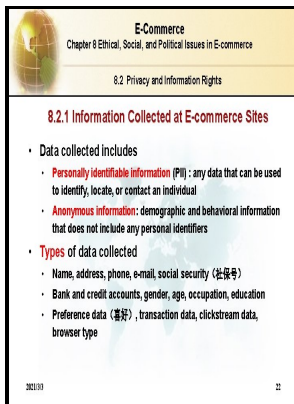 E-Commerce
Chapter 8 Ethical, Social, and Political Issues in E-commerce
8.2 Privacy and Information Rights
8.2.1 Information Collected at E-commerce Sites
• Data collected includes
• Personally identifiable information (PII) : any data that can be used
to identify, locate, or contact an individual
• Anonymous information: demographic and behavioral information
that does not include any personal identifiers
• Types of data collected
• Name, address, phone, e-mail, social security（社保号）
• Bank and credit accounts, gender, age, occupation, education
• Preference data（喜好）, transaction data, clickstream data,
browser type
2021/3/3
22